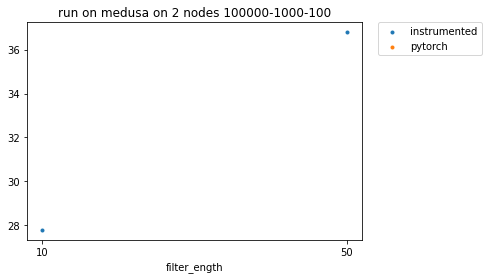 run on medusa on 2 nodes 100000-1000-100
instrumented
pytorch
36
34
32
30
28
10
50
filter_ength